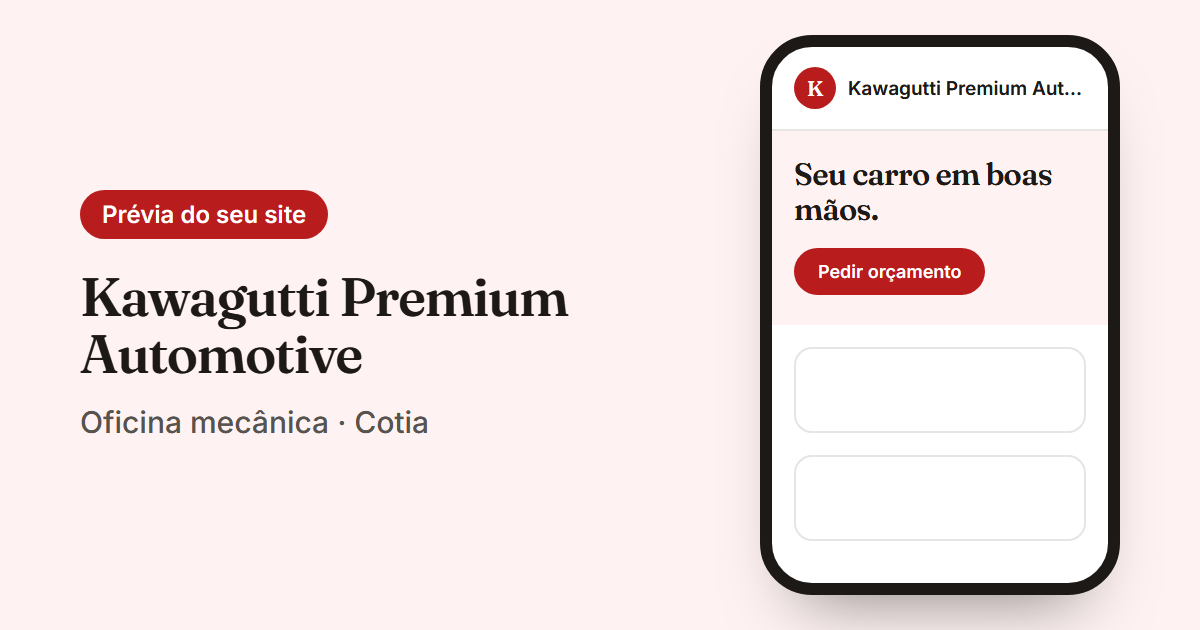 Prévia do seu site
Kawagutti Premium
Automotive
Oficina mecânica · Cotia
K
Kawagutti Premium Aut...
Seu carro em boas
mãos.
Pedir orçamento